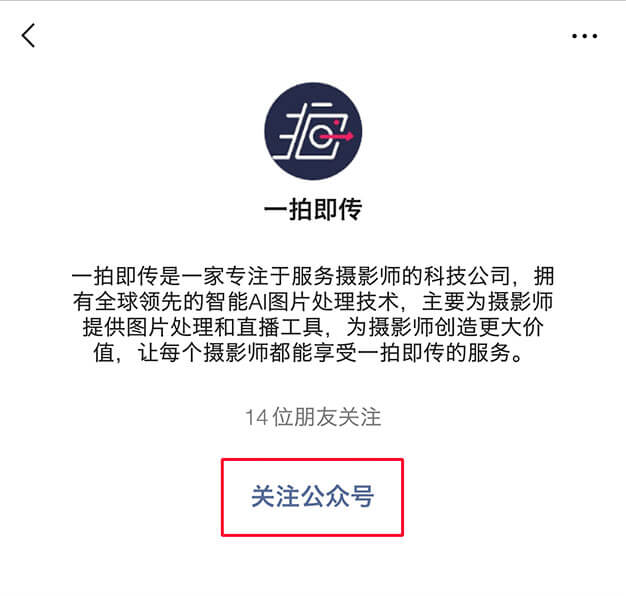 一拍即传
一拍即传是一家专注于服务摄影师的科技公司，拥
有全球领先的智能AI图片处理技术，主要为摄影师
提供图片处理和直播工具，为摄影师创造更大价
值，让每个摄影师都能享受一拍即传的服务。
14位朋友关注
关注公众号